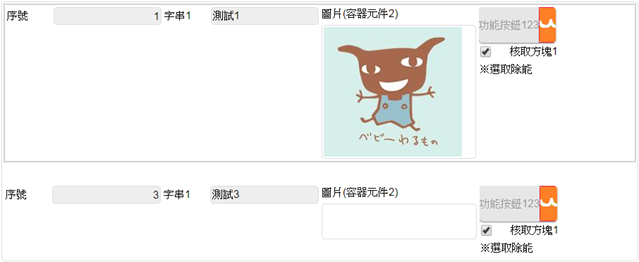 序號 1 字串1 測試1 圖片(容器元件2) 功能按鈕123
核取方塊1
※選取除能
ベビーわるもの
序號 3 字串1 測試3 圖片(容器元件2) 功能按鈕123
核取方塊1
※選取除能